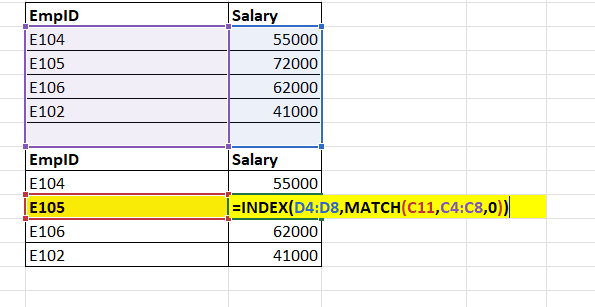 EmpID Salary
E104 55000
E105 72000
E106 62000
E102 41000
EmpID Salary
E104 55000
E105 =INDEX(D4:D8,MATCH(C11,C4:C8,0))
E106 62000
E102 41000